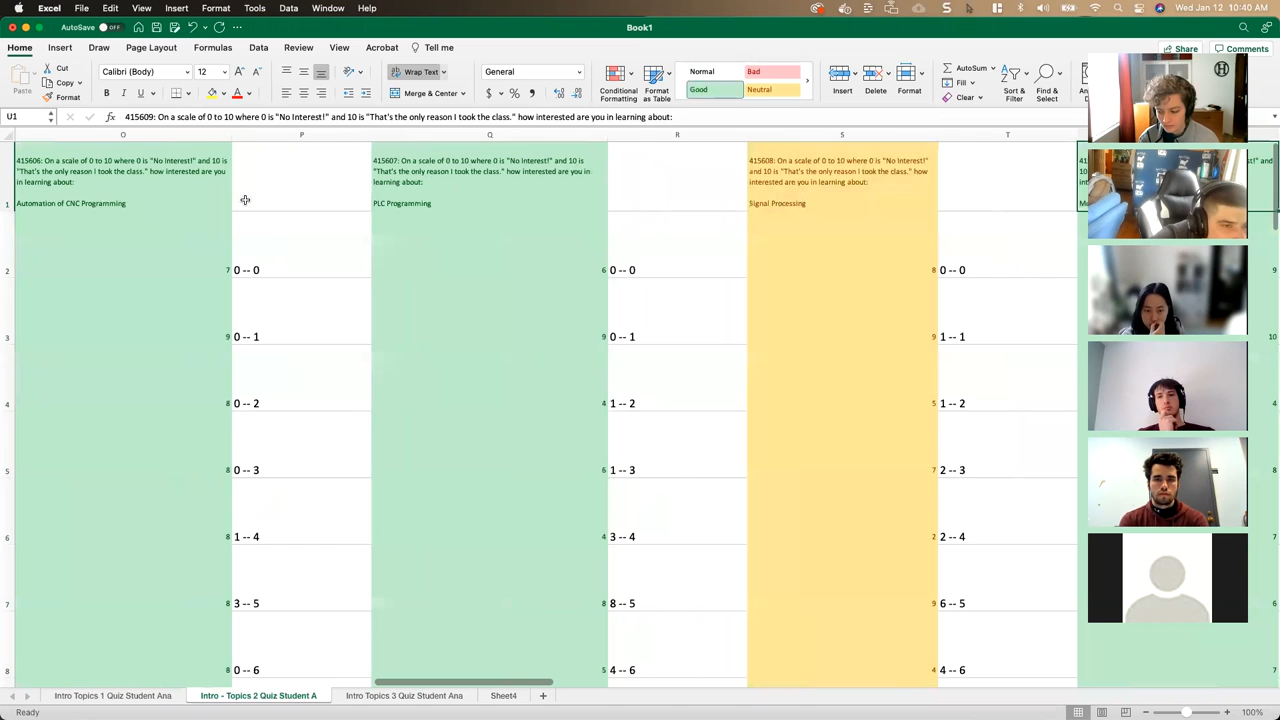 Excel File Edit View Insert Format Tools Data Window Help
Wed Jan 12 10:40 AM
AutoSave OFF
Book1
Home Insert Draw Page Layout Formulas Data Review View Acrobat Tell me
Share Comments
Paste
Cut
Copy
Format
Calibri (Body) 12
B I U
Wrap Text
Merge & Center
General
Conditional Formatting
Format as Table
Normal Bad
Good Neutral
Insert Delete Format
AutoSum
Fill
Clear
Sort & Filter
Find & Select
U1 fx 415609: On a scale of 0 to 10 where 0 is "No Interest!" and 10 is "That's the only reason I took the class." how interested are you in learning about:
O P Q R S T
1
415606: On a scale of 0 to 10 where 0 is "No Interest!" and 10 is
"That's the only reason I took the class." how interested are you
in learning about:
Automation of CNC Programming
415607: On a scale of 0 to 10 where 0 is "No Interest!" and 10 is
"That's the only reason I took the class." how interested are you
in learning about:
PLC Programming
415608: On a scale of 0 to 10 where 0 is "No Interest!"
and 10 is "That's the only reason I took the class." how
interested are you in learning about:
Signal Processing
2 7 0 -- 0 6 0 -- 0 8 0 -- 0 9
3 9 0 -- 1 9 0 -- 1 9 1 -- 1 10
4 8 0 -- 2 4 1 -- 2 5 1 -- 2 4
5 8 0 -- 3 6 1 -- 3 7 2 -- 3 8
6 8 1 -- 4 4 3 -- 4 2 2 -- 4 7
7 8 3 -- 5 8 8 -- 5 9 6 -- 5 6
8 8 0 -- 6 5 4 -- 6 4 4 -- 6 7
Intro Topics 1 Quiz Student Ana Intro - Topics 2 Quiz Student A Intro Topics 3 Quiz Student Ana Sheet4
Ready
100%